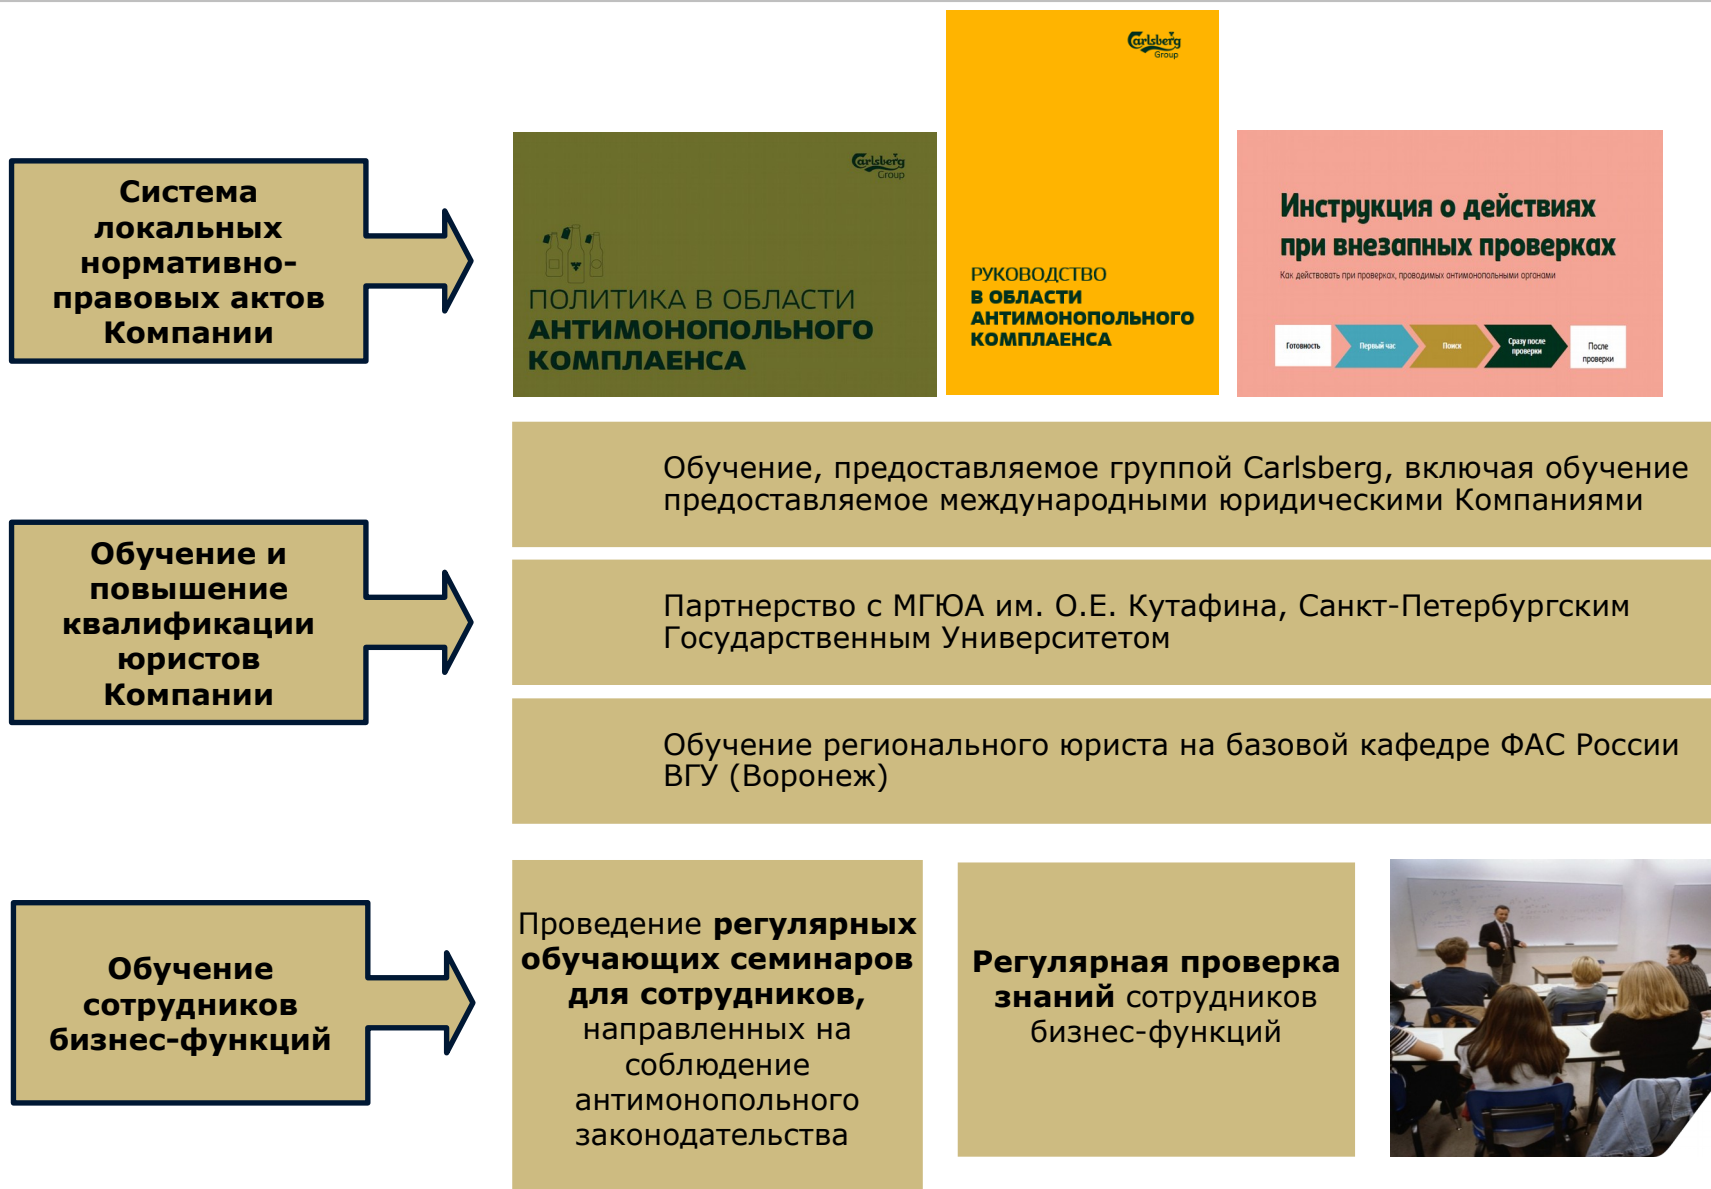 Carlsberg
Group
Carlsberg
Group
Система
локальных
нормативно-
правовых актов
Компании
ПОЛИТИКА В ОБЛАСТИ
АНТИМОНОПОЛЬНОГО
КОМПЛАЕНСА
РУКОВОДСТВО
В ОБЛАСТИ
АНТИМОНОПОЛЬНОГО
КОМПЛАЕНСА
Инструкция о действиях
при внезапных проверках
Как действовать при проверках, проводимых антимонопольными органами
Готовность
Первый час
Поиск
Сразу после
проверки
После
проверки
Обучение и
повышение
квалификации
юристов
Компании
Обучение, предоставляемое группой Carlsberg, включая обучение
предоставляемое международными юридическими Компаниями
Партнерство с МГЮА им. О.Е. Кутафина, Санкт-Петербургским
Государственным Университетом
Обучение регионального юриста на базовой кафедре ФАС России
ВГУ (Воронеж)
Обучение
сотрудников
бизнес-функций
Проведение регулярных
обучающих семинаров
для сотрудников,
направленных на
соблюдение
антимонопольного
законодательства
Регулярная проверка
знаний сотрудников
бизнес-функций